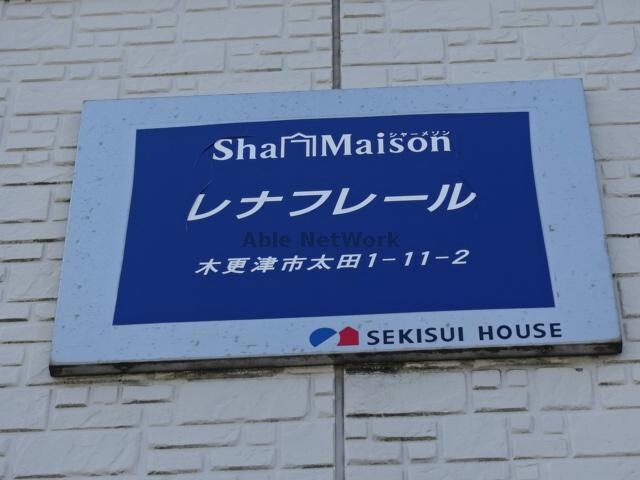 シャーメゾン
Sha Maison
レナフレール
Able NetWork
木更津市太田1-11-2
SEKISUI HOUSE